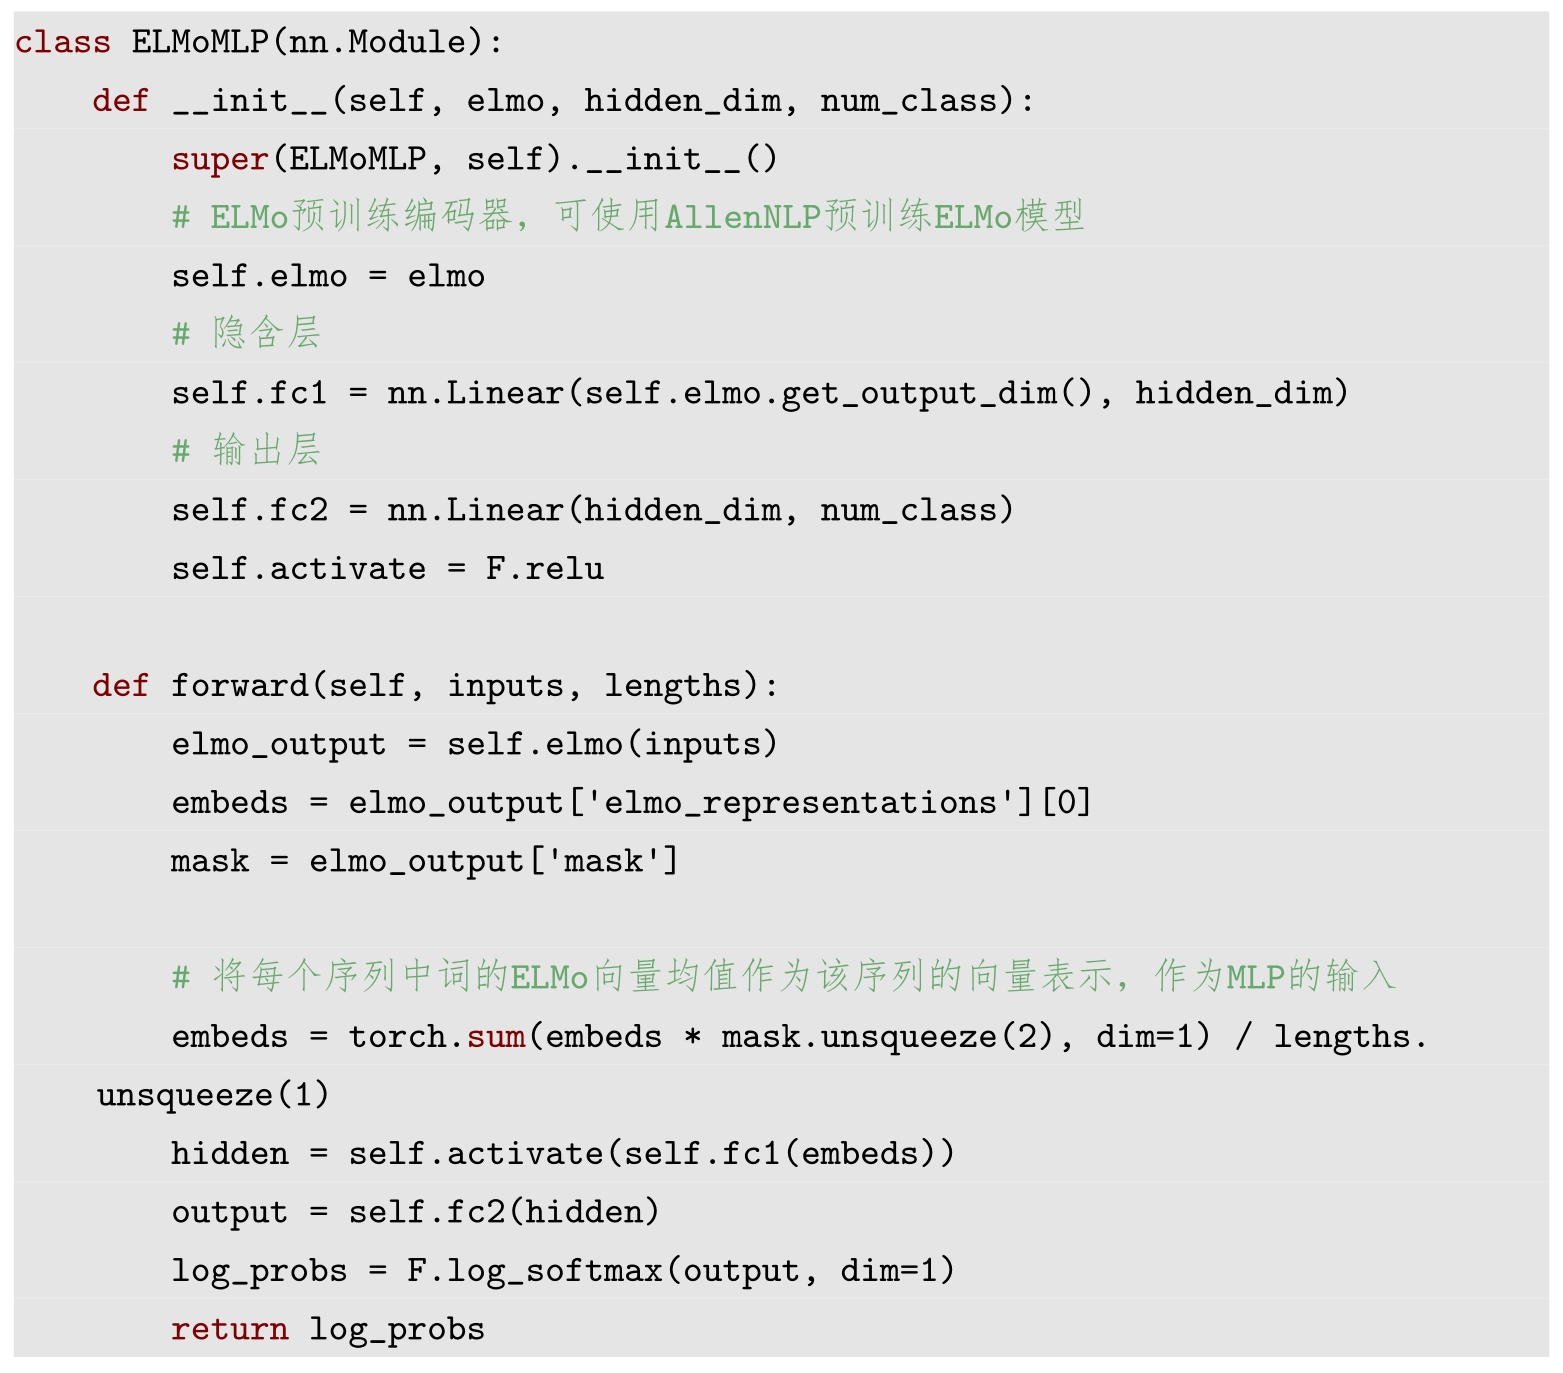 class ELMoMLP(nn.Module):
    def __init__(self, elmo, hidden_dim, num_class):
        super(ELMoMLP, self).__init__()
        # ELMo预训练编码器，可使用AllenNLP预训练ELMo模型
        self.elmo = elmo
        # 隐含层
        self.fc1 = nn.Linear(self.elmo.get_output_dim(), hidden_dim)
        # 输出层
        self.fc2 = nn.Linear(hidden_dim, num_class)
        self.activate = F.relu

    def forward(self, inputs, lengths):
        elmo_output = self.elmo(inputs)
        embeds = elmo_output['elmo_representations'][0]
        mask = elmo_output['mask']

        # 将每个序列中词的ELMo向量均值作为该序列的向量表示，作为MLP的输入
        embeds = torch.sum(embeds * mask.unsqueeze(2), dim=1) / lengths.
    unsqueeze(1)
        hidden = self.activate(self.fc1(embeds))
        output = self.fc2(hidden)
        log_probs = F.log_softmax(output, dim=1)
        return log_probs